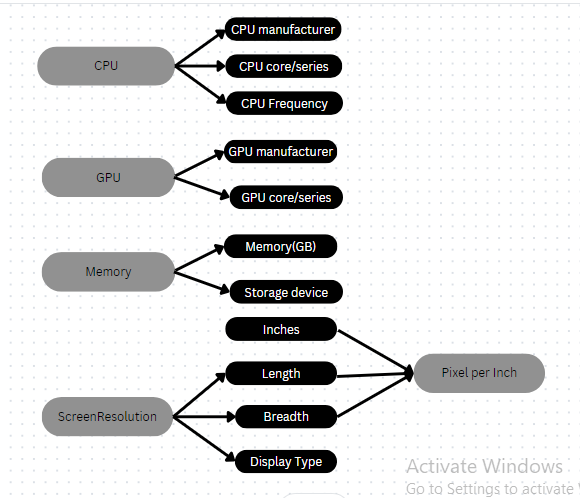 CPU manufacturer
CPU
CPU core/series
CPU Frequency
GPU manufacturer
GPU
GPU core/series
Memory(GB)
Memory
Storage device
Inches
Length
Pixel per Inch
ScreenResolution
Breadth
Display Type
Activate Windows
Go to Settings to activate